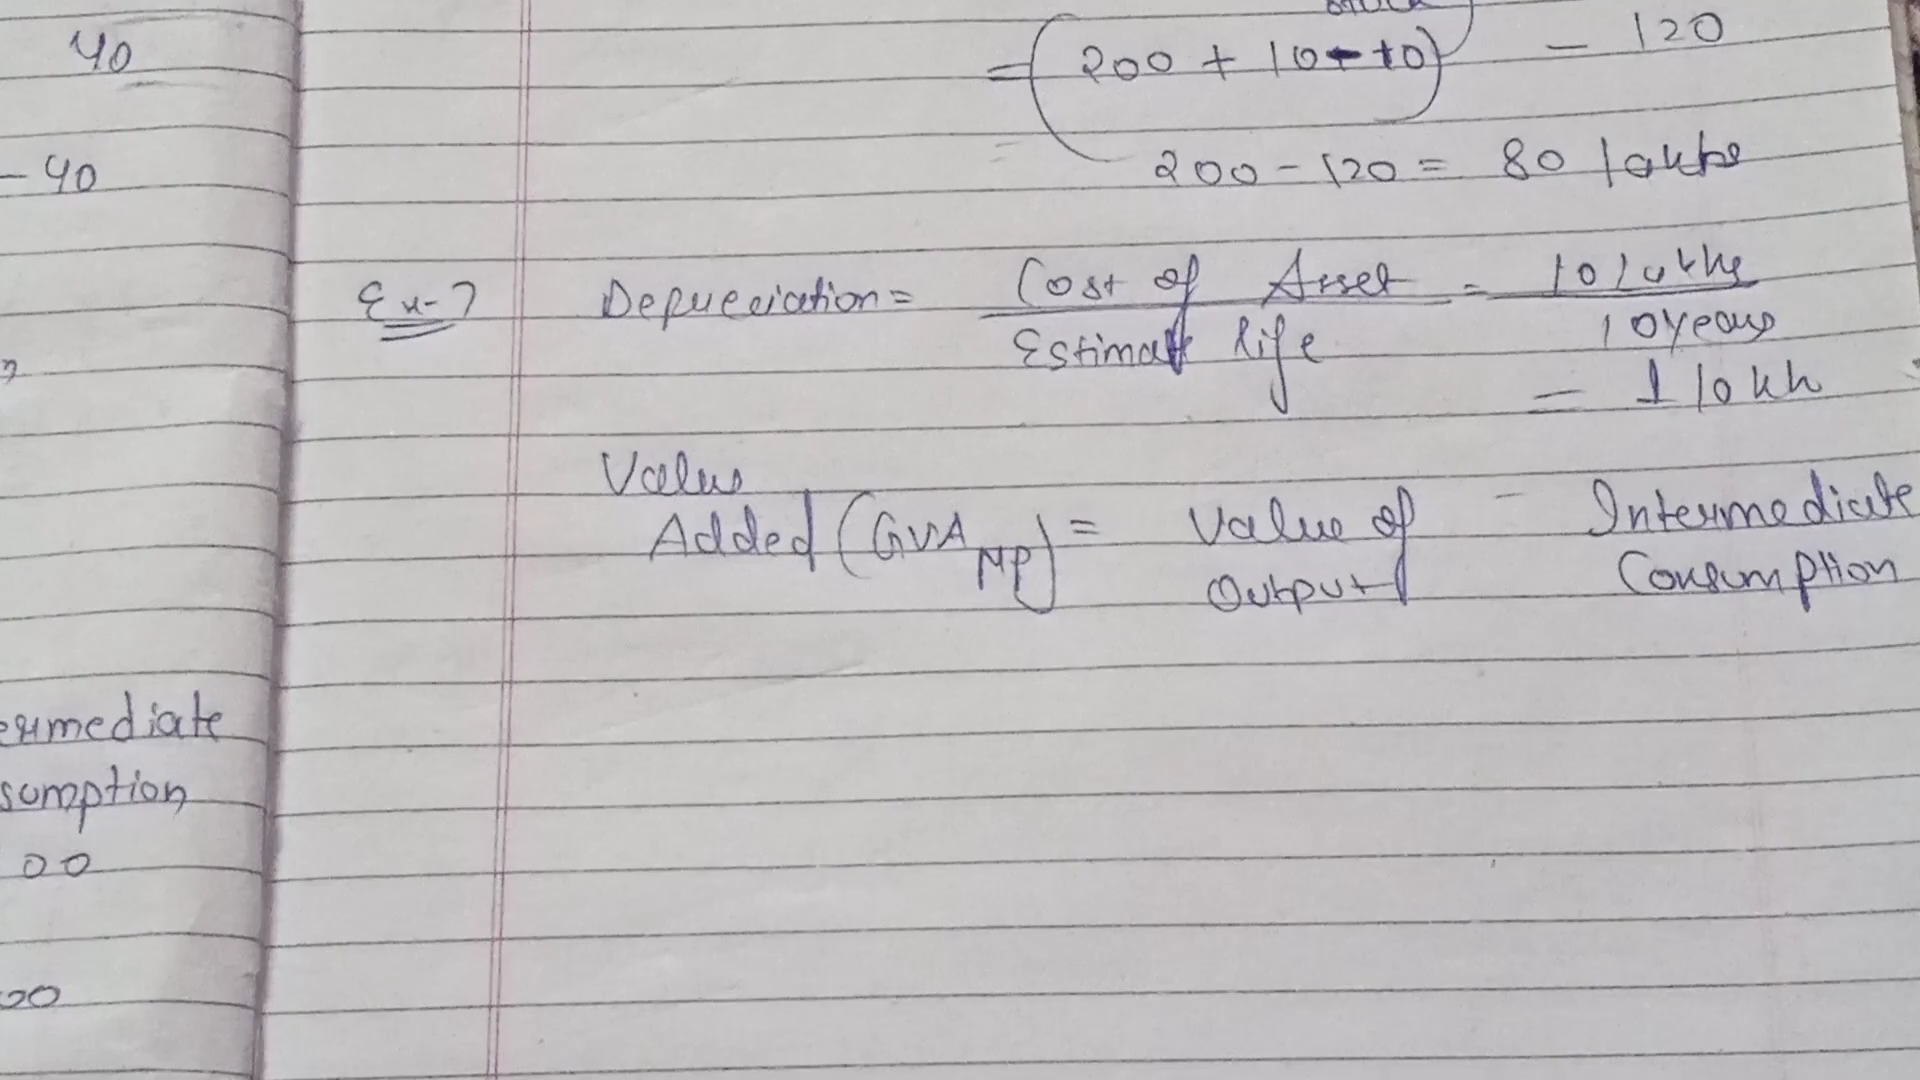 40
- 40
ermediate
sumption
00
00
= (200 + 10 - 10) - 120
200 - 120 = 80 lakhs
Ex-7 Depreciation = Cost of Asset = 10 lakhs
Estimate life 10 years
= 1 lakh
Value
Added (GVA MP) = Value of - Intermediate
Output Consumption